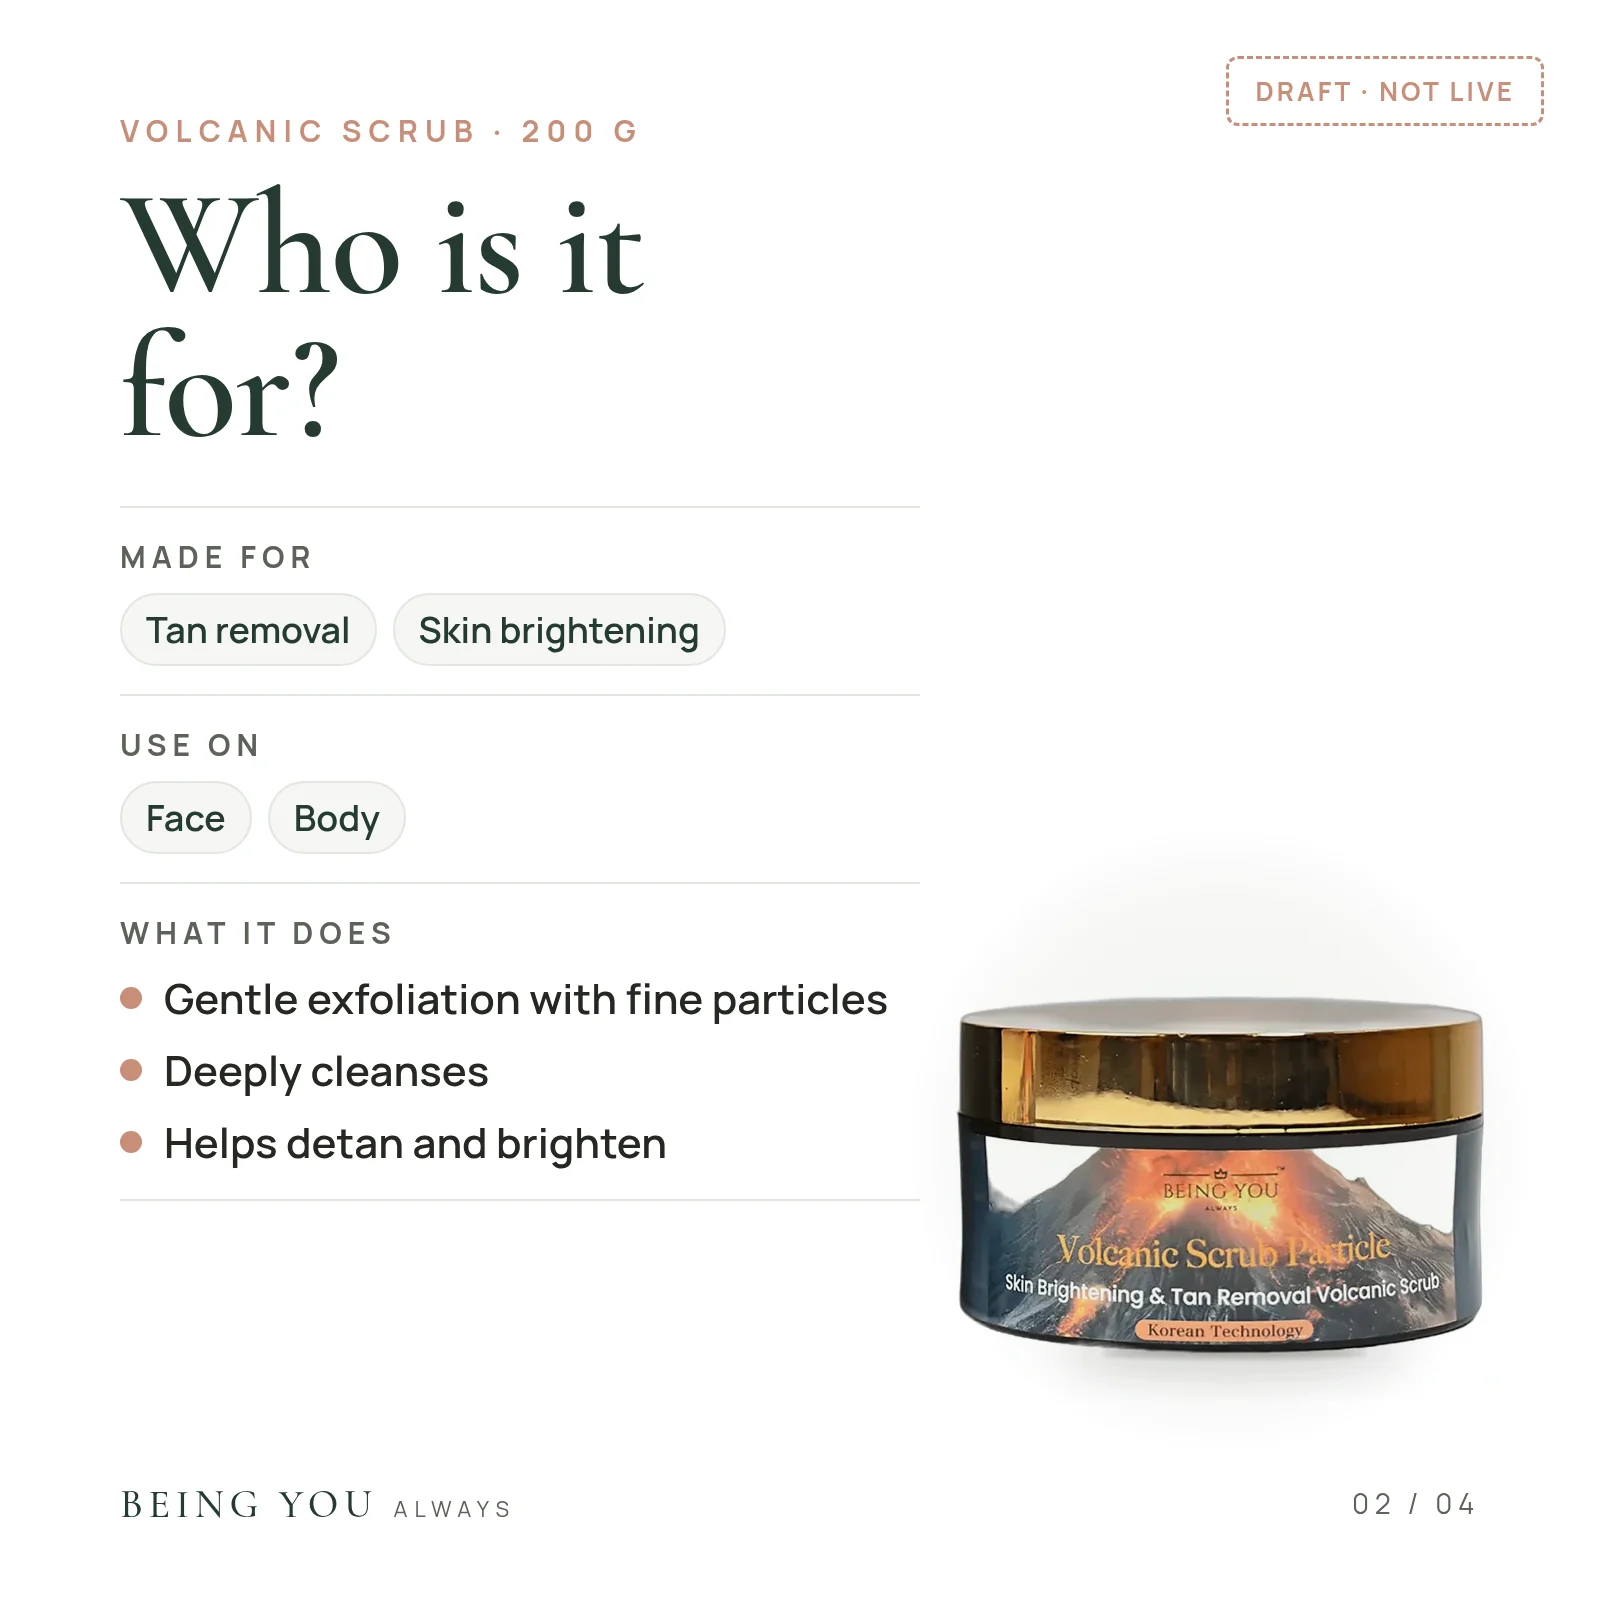 DRAFT · NOT LIVE
VOLCANIC SCRUB · 200 G
Who is it
for?
MADE FOR
Tan removal
Skin brightening
USE ON
Face
Body
WHAT IT DOES
Gentle exfoliation with fine particles
Deeply cleanses
Helps detan and brighten
BEING YOU
TM
ALWAYS
Volcanic Scrub Particle
Skin Brightening & Tan Removal Volcanic Scrub
Korean Technology
BEING YOU ALWAYS
02 / 04